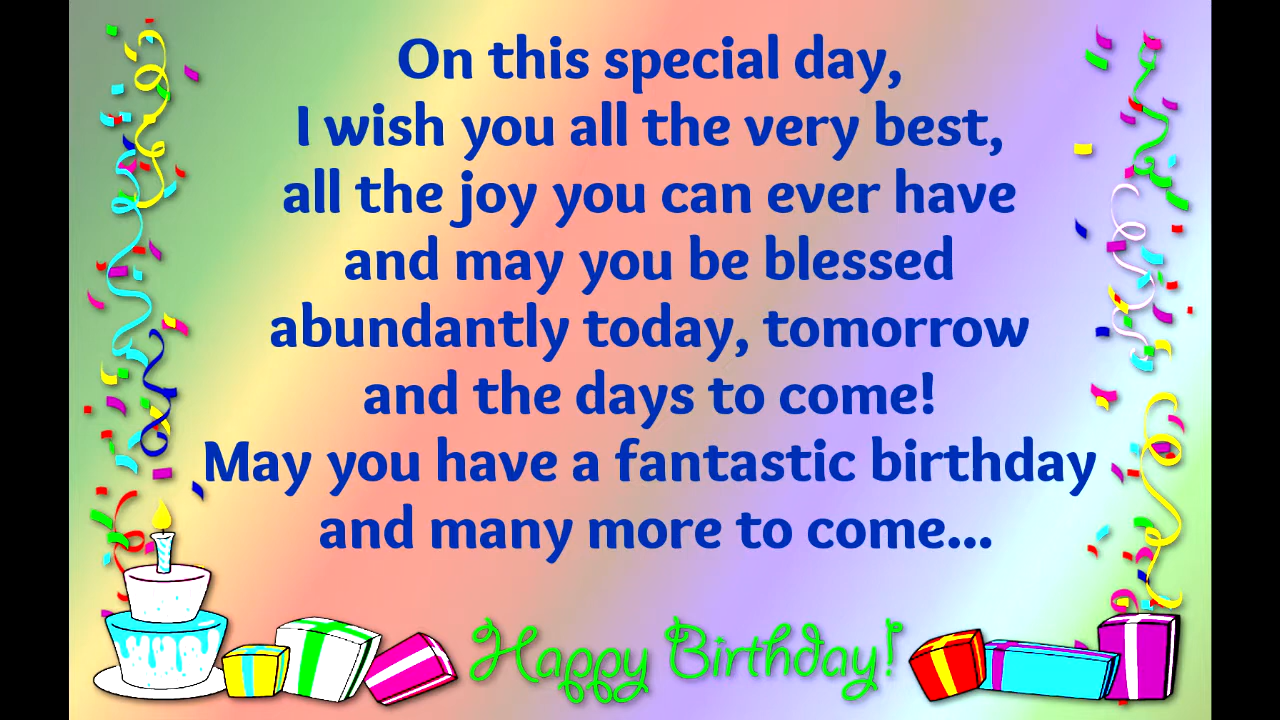 On this special day,
I wish you all the very best,
all the joy you can ever have
and may you be blessed
abundantly today, tomorrow
and the days to come!
May you have a fantastic birthday
and many more to come...
Happy Birthday!